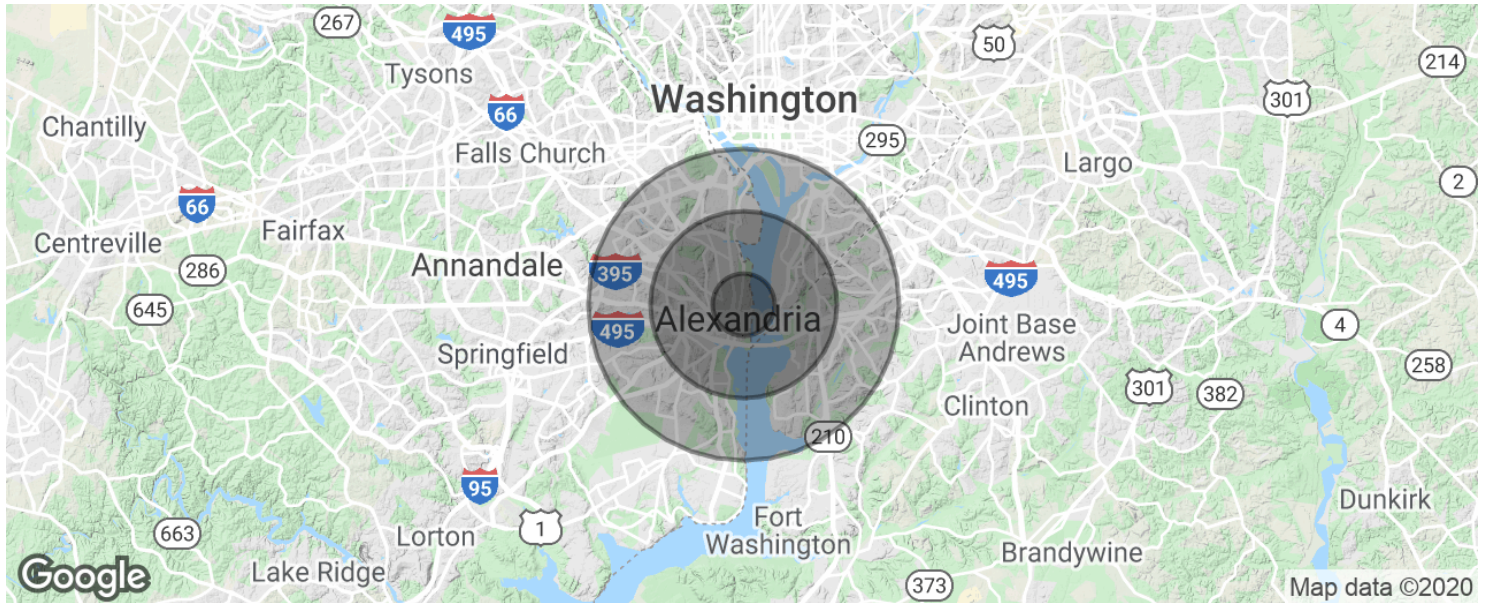 267
495
50
214
Tysons
301
66
Washington
Chantilly
295
Falls Church
Largo
2
66
Fairfax
Centreville
286
Annandale
395
495
645
Alexandria
495
Joint Base
Andrews
4
Springfield
258
301
382
Clinton
210
95
Dunkirk
663
Lorton
1
Fort
Washington
Brandywine
Lake Ridge
Google
373
Map data ©2020